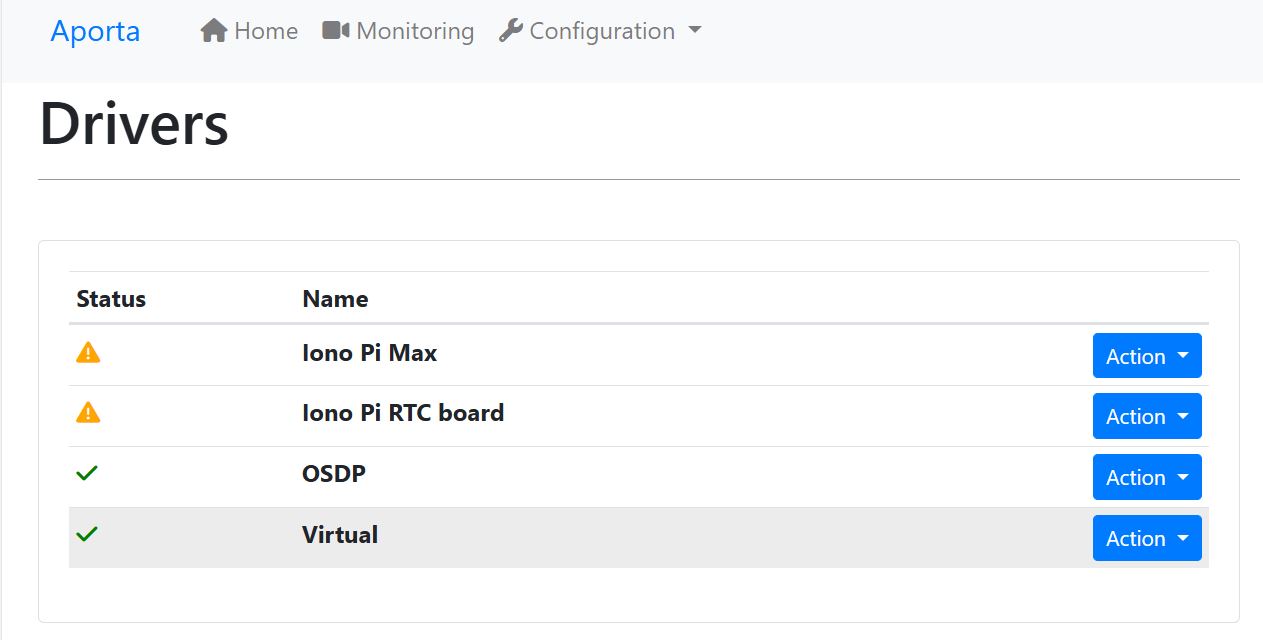 Aporta Home Monitoring Configuration
Drivers
Status Name
Iono Pi Max Action
Iono Pi RTC board Action
OSDP Action
Virtual Action